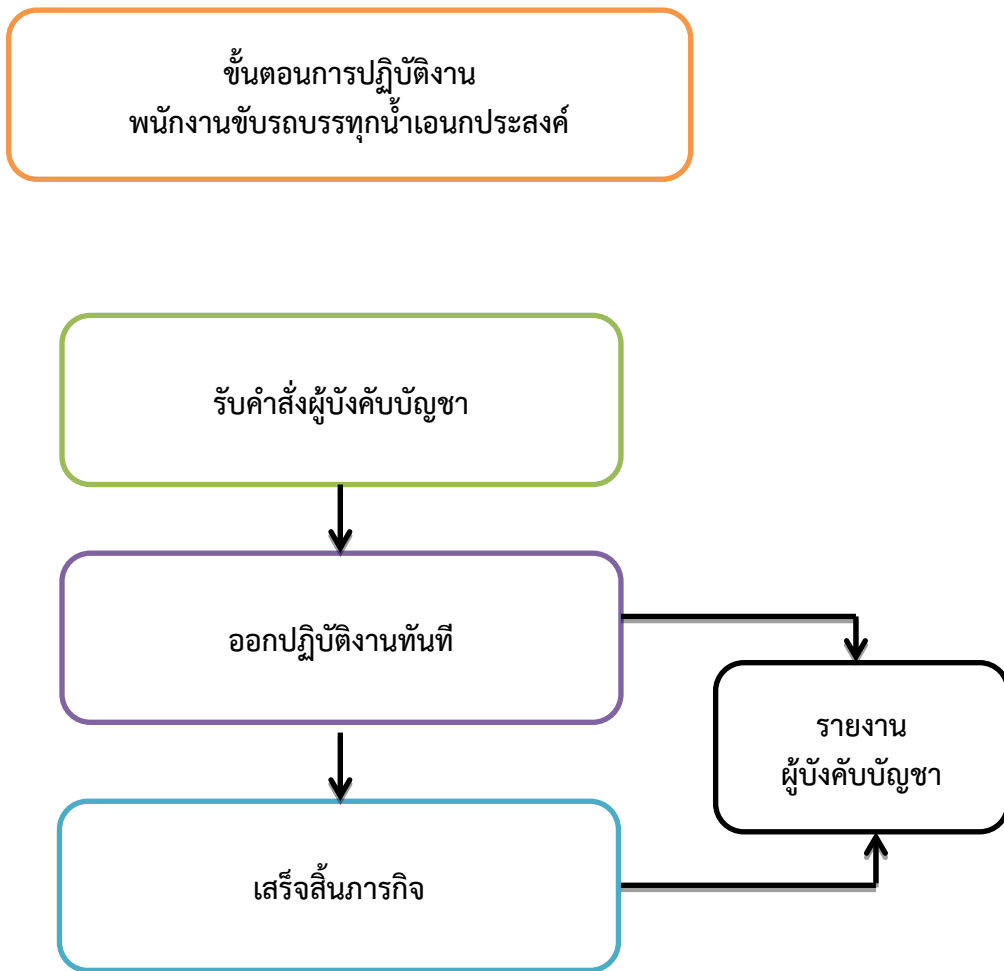 ขั้นตอนการปฏิบัติงาน
พนักงานขับรถบรรทุกน้ำเอนกประสงค์
รับคำสั่งผู้บังคับบัญชา
ออกปฏิบัติงานทันที
รายงาน
ผู้บังคับบัญชา
เสร็จสิ้นภารกิจ